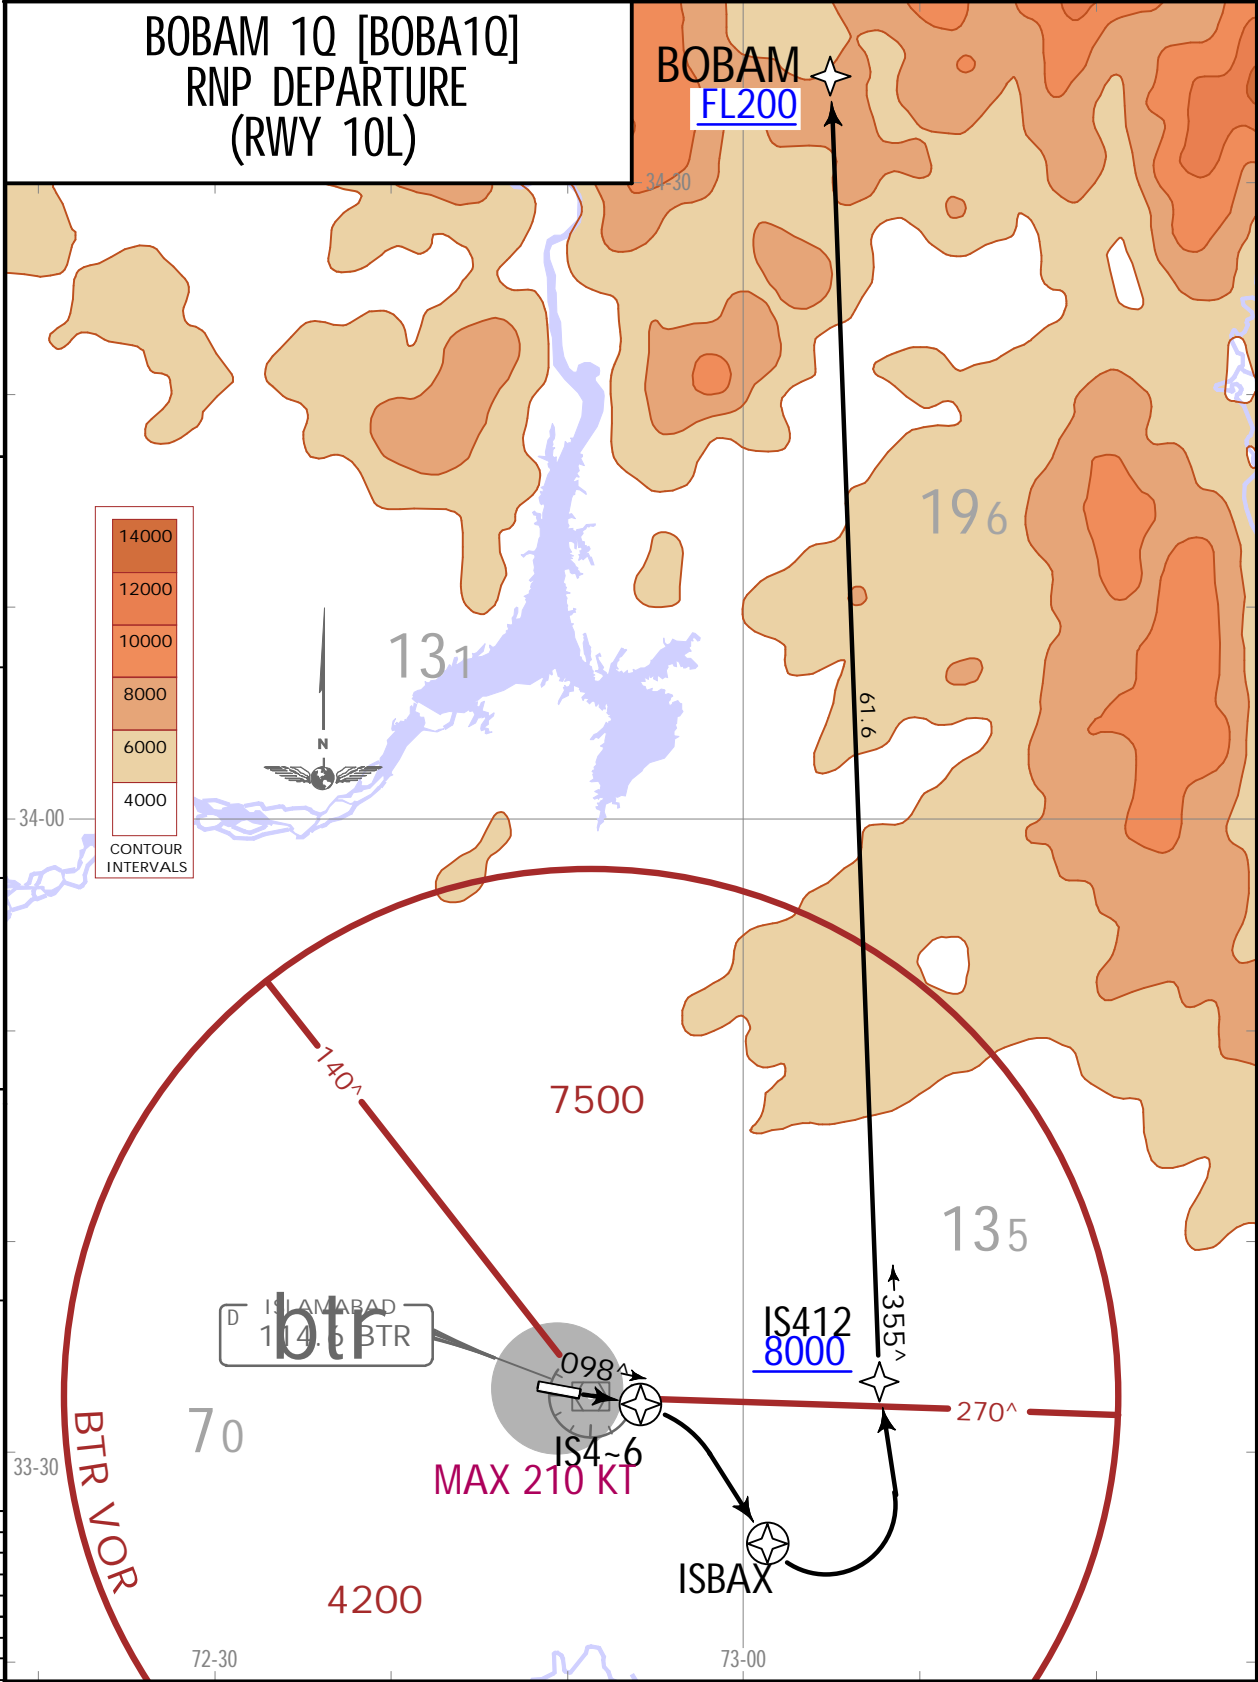 BOBAM 1Q [BOBA1Q]
RNP DEPARTURE
(RWY 10L)
BOBAM
FL200
34-30
196
14000
12000
10000
8000
6000
4000
CONTOUR
INTERVALS
N
131
61.6
34-00
140^
7500
135
ISLAMABAD
D
114.6 BTR
btr
098^
IS412
8000
355^
270^
70
IS4~6
MAX 210 KT
33-30
BTR VOR
ISBAX
4200
72-30
73-00